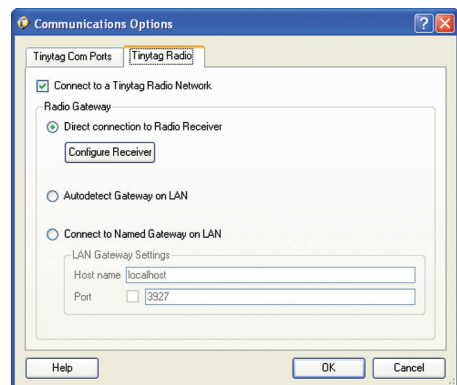 Communications Options
Tinytag Com Ports
Tinytag Radio
Connect to a Tinytag Radio Network
Radio Gateway
Direct connection to Radio Receiver
Configure Receiver
Autodetect Gateway on LAN
Connect to Named Gateway on LAN
LAN Gateway Settings
Host name localhost
Port 3927
Help OK Cancel